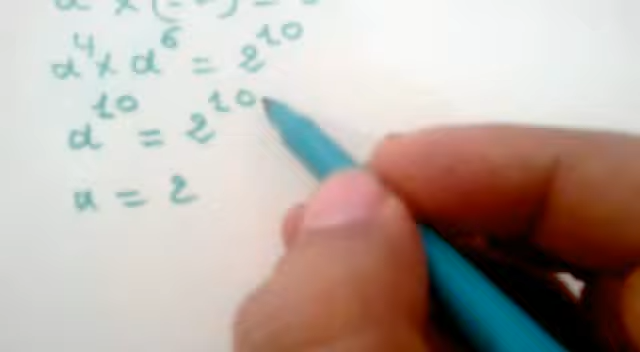 a⁴ × a⁶ = 2¹⁰
a¹⁰ = 2¹⁰
a = 2